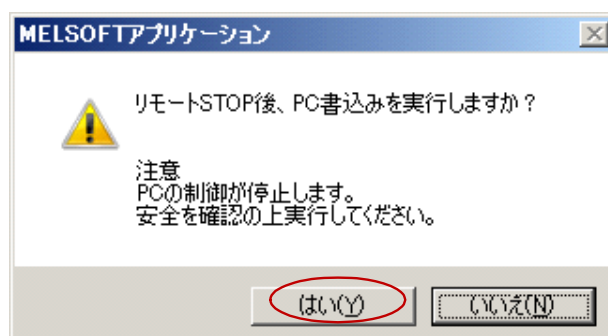 MELSOFTアプリケーション
リモートSTOP後、PC書込みを実行しますか？
注意
PCの制御が停止します。
安全を確認の上実行してください。
はい(Y)
いいえ(N)